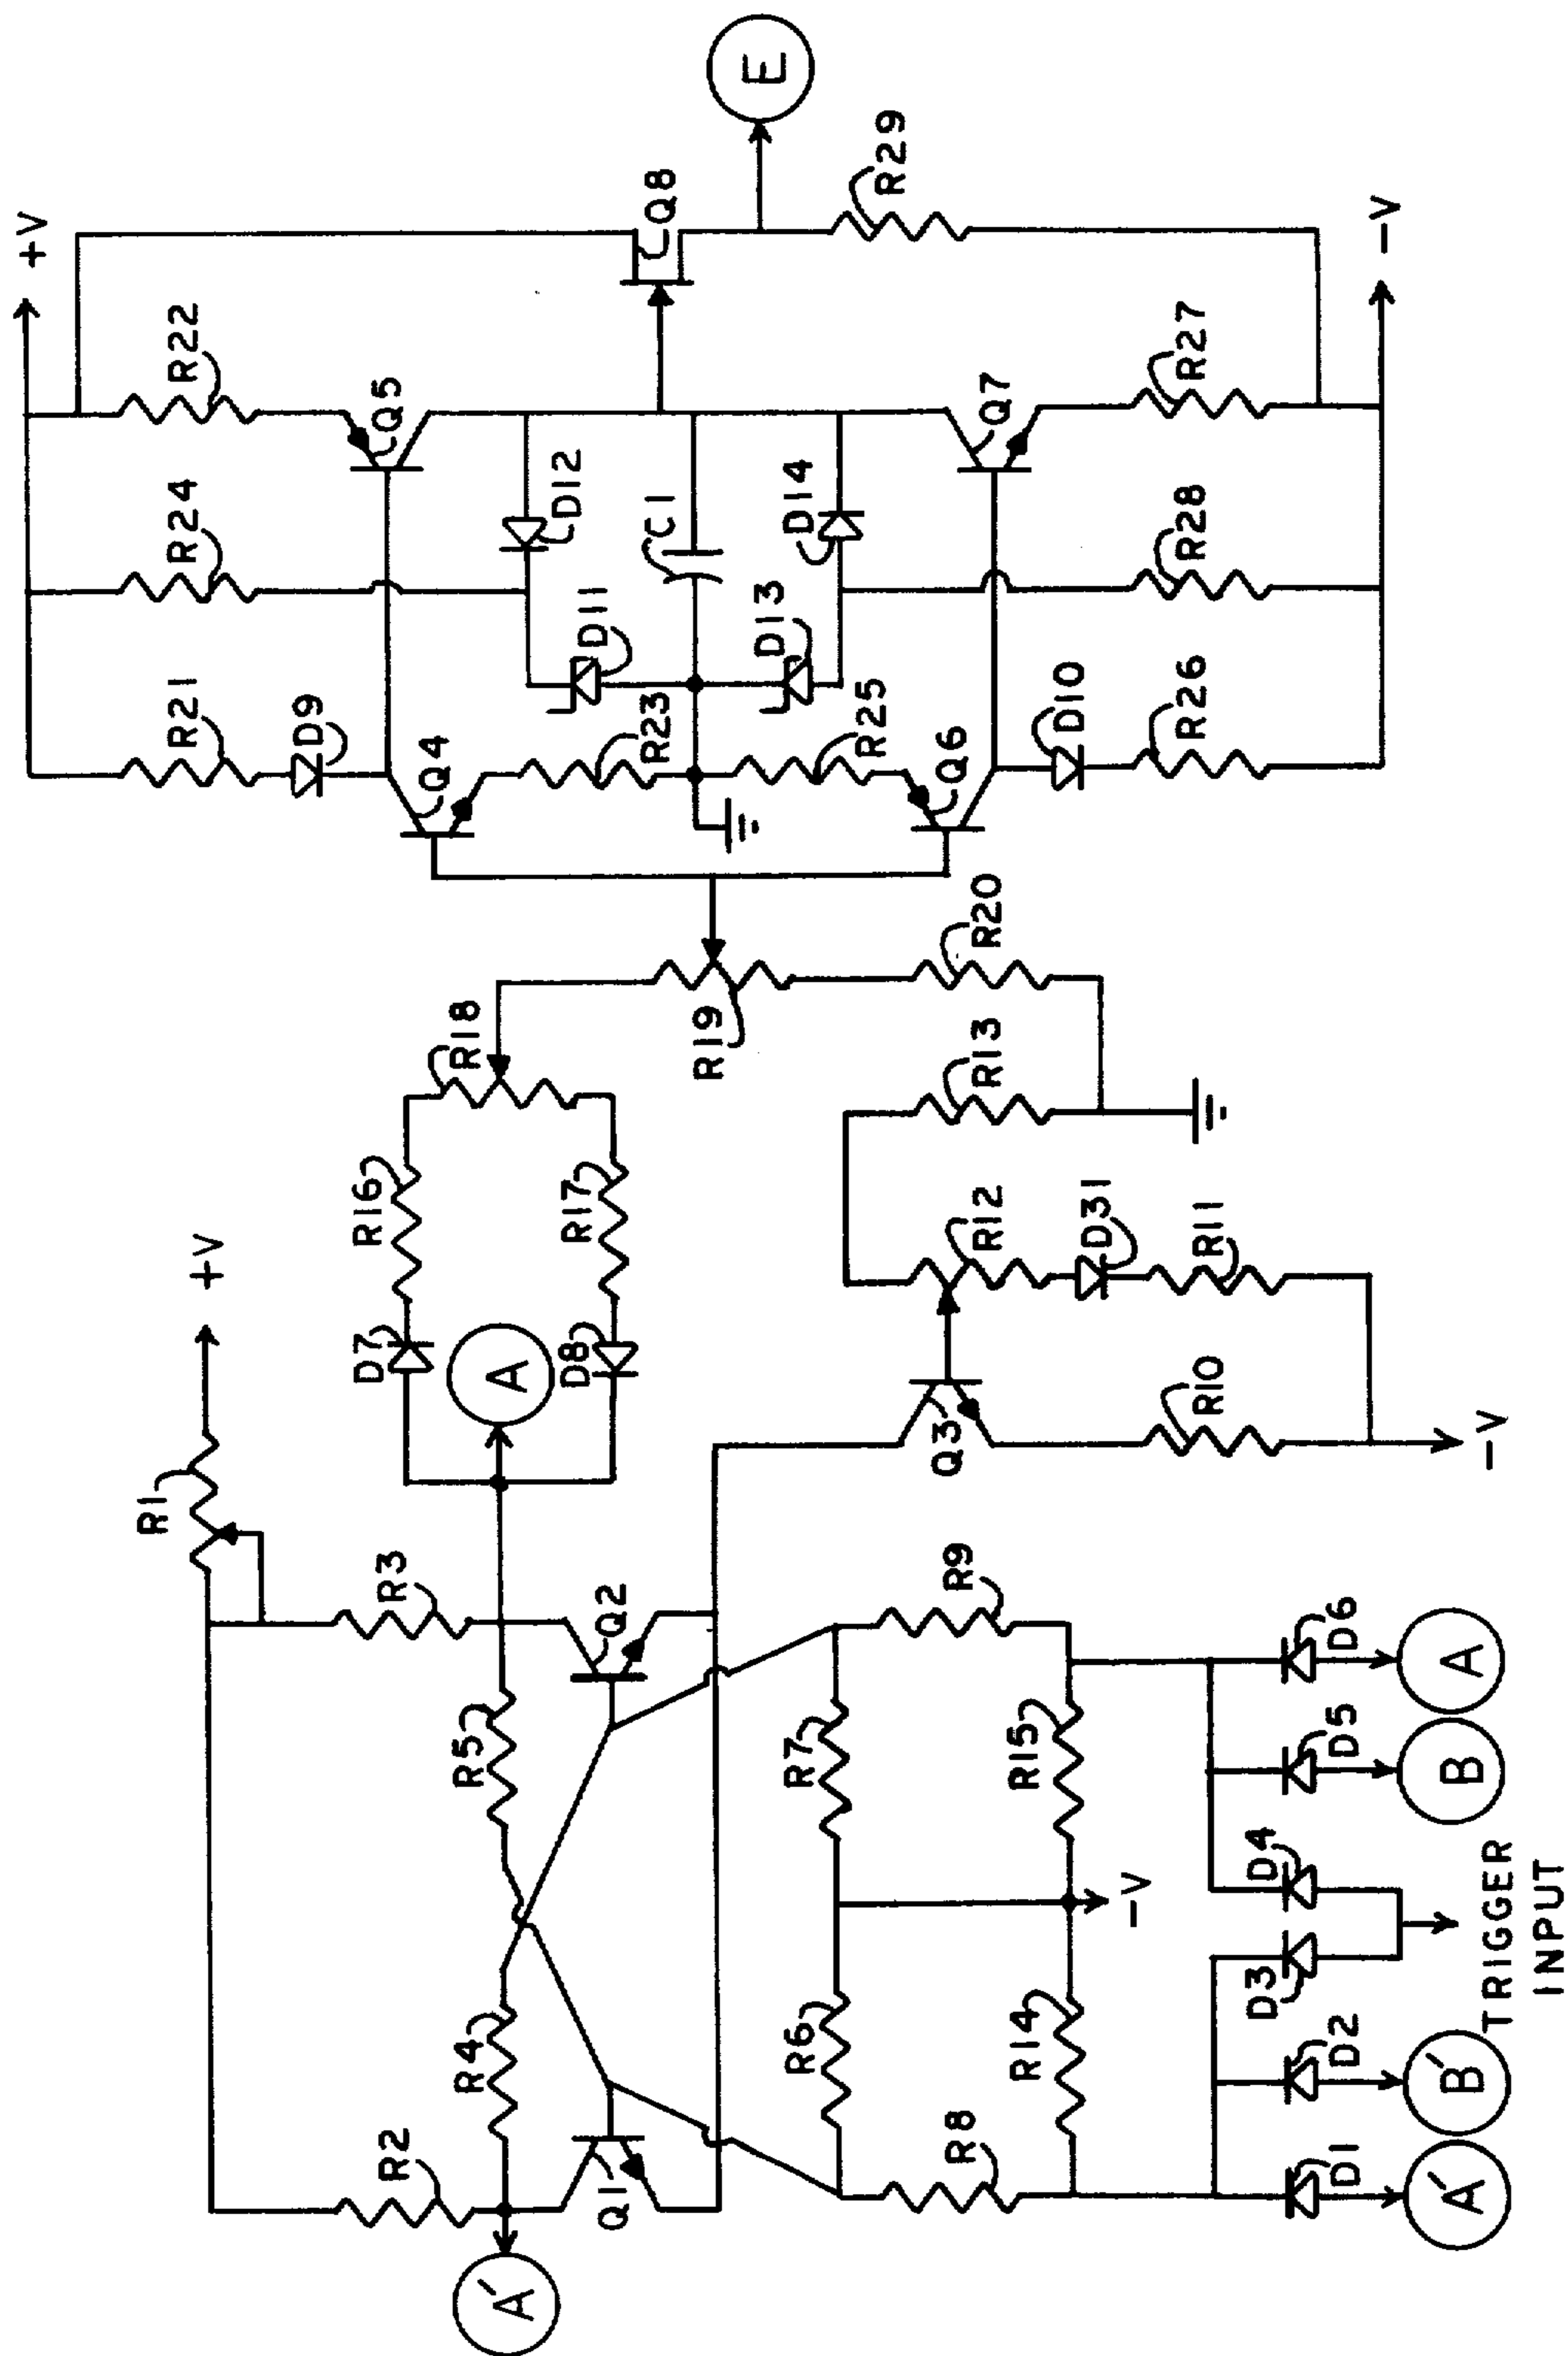 +V
R1
R21
R24
R22
+V
D9
R2
R3
D7
R16
Q5
Q4
R4
R5
R18
A'
A
Q1
Q2
D8
R17
D11
D12
R23
C1
Q8
R19
E
D13
D14
R6
R7
R25
R29
R8
R9
Q3
R12
R13
R20
Q6
Q7
R14
R15
D31
D10
-V
R10
R11
R26
R28
R27
D3
D4
D1
D2
D5
D6
-V
A'
B'
B
A
-V
TRIGGER
INPUT